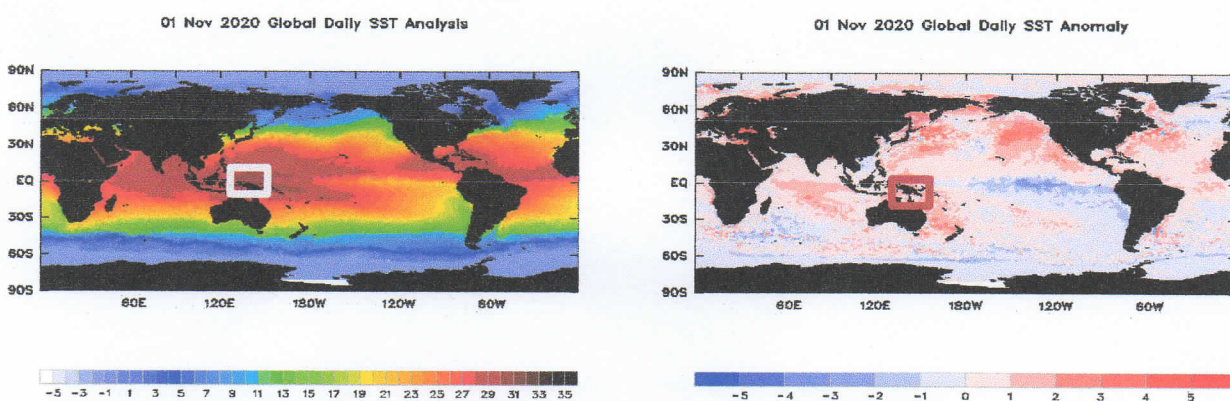 01 Nov 2020 Global Daily SST Analysis
90N
60N
30N
EQ
30S
60S
90S
60E 120E 180W 120W 60W
-5 -3 -1 1 3 5 7 9 11 13 15 17 19 21 23 25 27 29 31 33 35
01 Nov 2020 Global Daily SST Anomaly
90N
60N
30N
EQ
30S
60S
90S
60E 120E 180W 120W 60W
-5 -4 -3 -2 -1 0 1 2 3 4 5